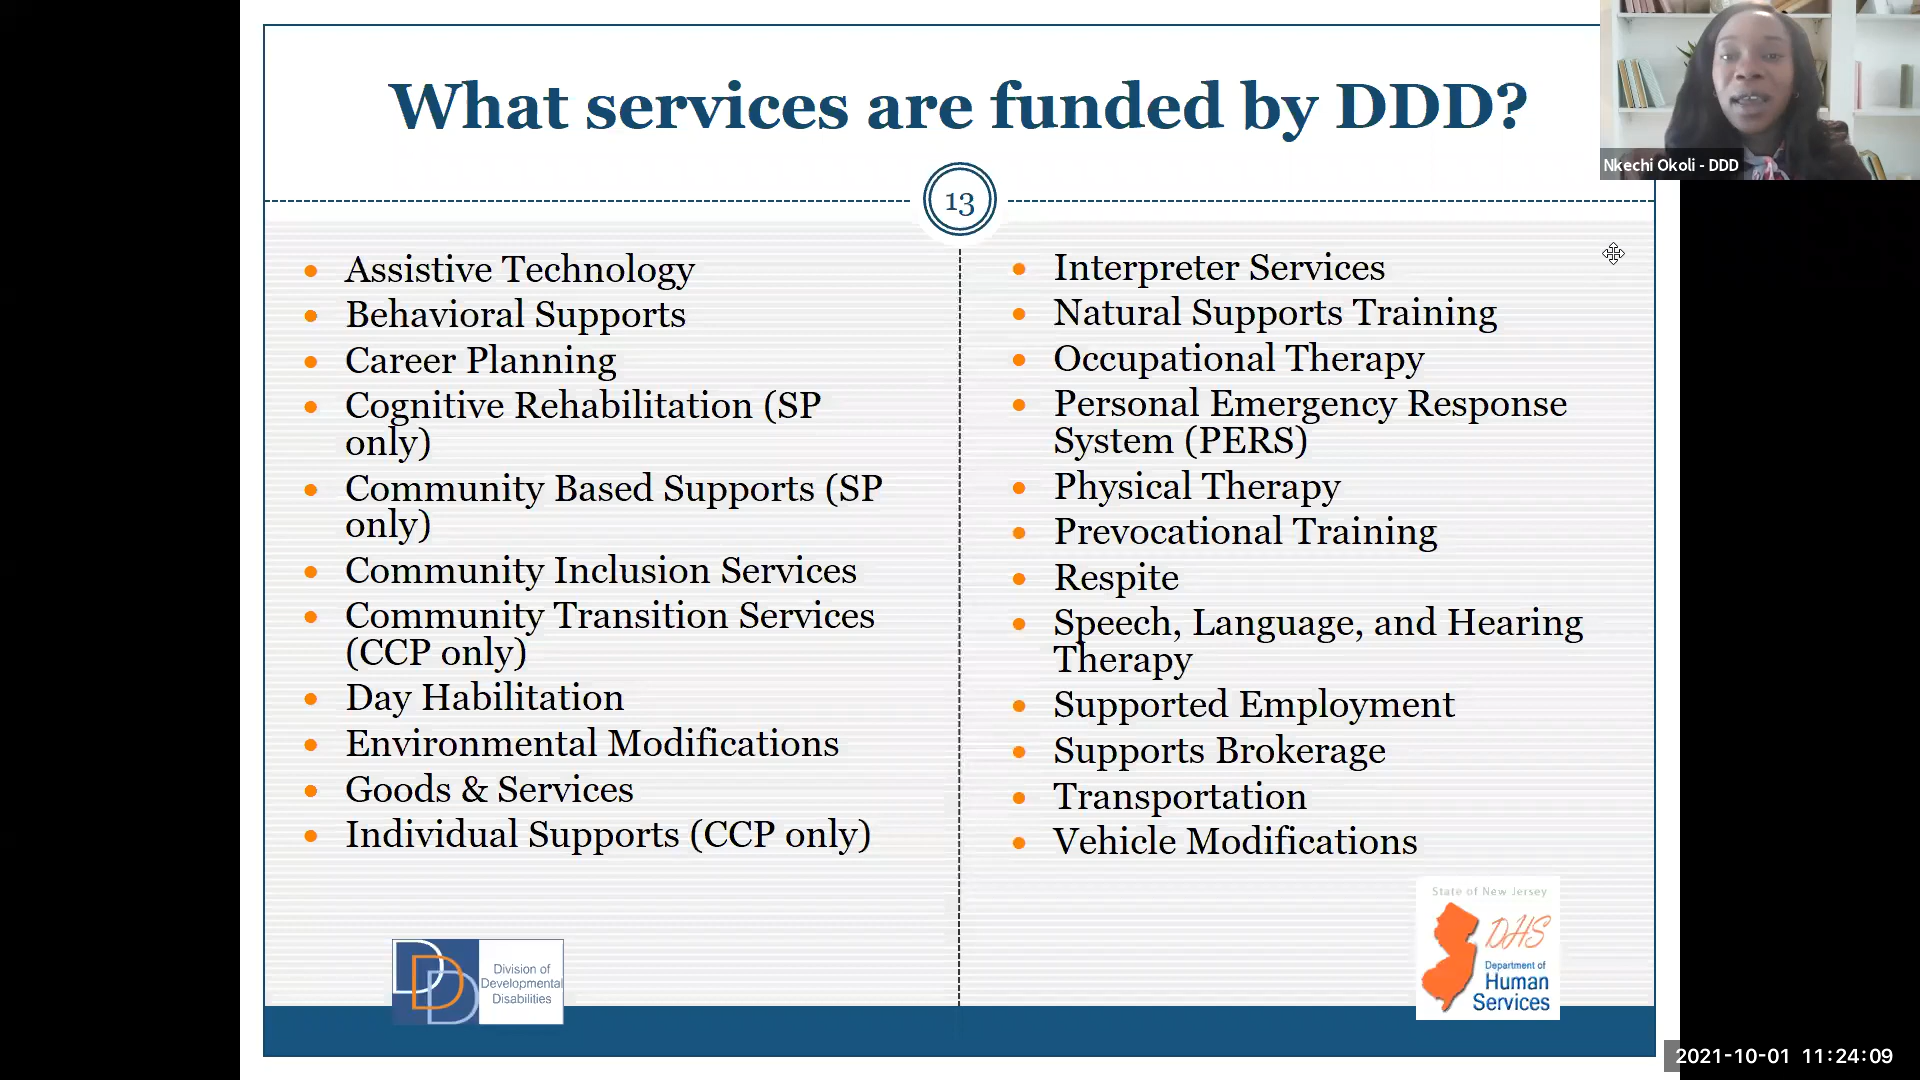 What services are funded by DDD?
Nkechi Okoli - DDD
13
• Assistive Technology
• Behavioral Supports
• Career Planning
• Cognitive Rehabilitation (SP
only)
• Community Based Supports (SP
only)
• Community Inclusion Services
• Community Transition Services
(CCP only)
• Day Habilitation
• Environmental Modifications
• Goods & Services
• Individual Supports (CCP only)
• Interpreter Services
• Natural Supports Training
• Occupational Therapy
• Personal Emergency Response
System (PERS)
• Physical Therapy
• Prevocational Training
• Respite
• Speech, Language, and Hearing
Therapy
• Supported Employment
• Supports Brokerage
• Transportation
• Vehicle Modifications
DDD
Division of
Developmental
Disabilities
State of New Jersey
DHS
Department of
Human
Services
2021-10-01 11:24:09